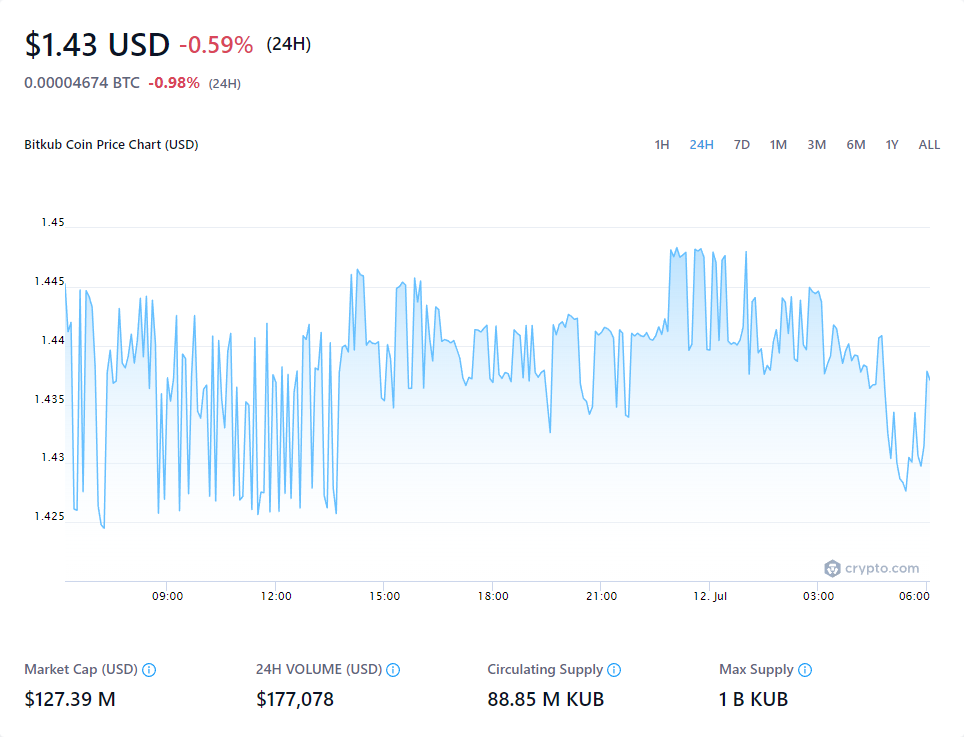 $1.43 USD -0.59% (24H)
0.00004674 BTC -0.98% (24H)
Bitkub Coin Price Chart (USD) 1H 24H 7D 1M 3M 6M 1Y ALL
1.45
1.445
1.44
1.435
1.43
1.425
crypto.com
09:00 12:00 15:00 18:00 21:00 12. Jul 03:00 06:00
Market Cap (USD) 24H VOLUME (USD) Circulating Supply Max Supply
$127.39 M $177,078 88.85 M KUB 1 B KUB